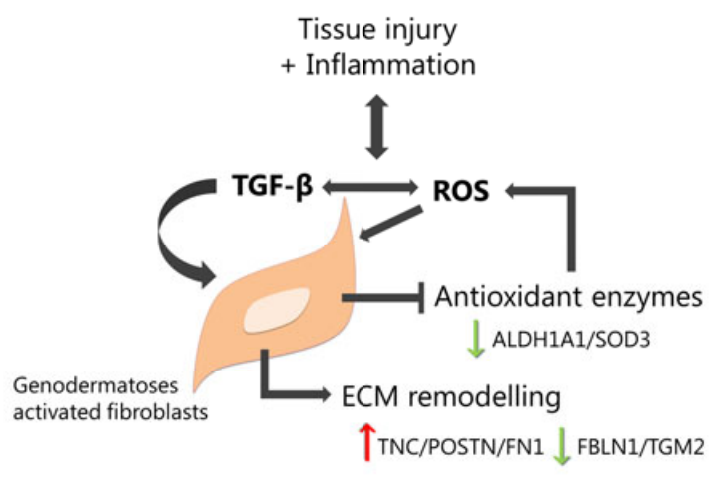 Tissue injury
+ Inflammation
TGF-β
ROS
Antioxidant enzymes
ALDH1A1/SOD3
Genodermatoses
activated fibroblasts
ECM remodelling
TNC/POSTN/FN1
FBLN1/TGM2